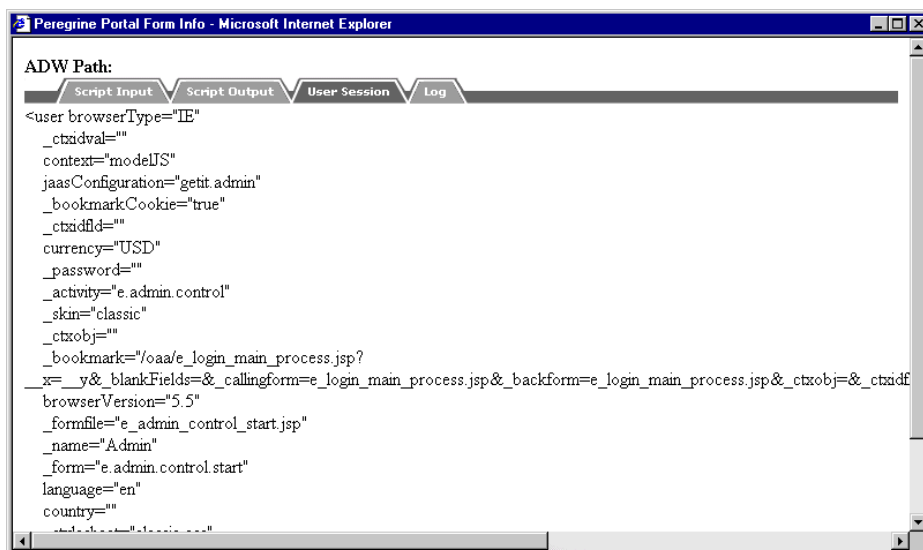 Peregrine Portal Form Info - Microsoft Internet Explorer
ADW Path:
Script Input Script Output User Session Log
<user browserType="IE"
_ctxidval=""
context="modelJS"
jaasConfiguration="getit.admin"
_bookmarkCookie="true"
_ctxidfld=""
currency="USD"
_password=""
_activity="e.admin.control"
_skin="classic"
_ctxobj=""
_bookmark="/oaa/e_login_main_process.jsp?
__x=__y&_blankFields=&_callingform=e_login_main_process.jsp&_backform=e_login_main_process.jsp&_ctxobj=&_ctxidf
browserVersion="5.5"
_formfile="e_admin_control_start.jsp"
_name="Admin"
_form="e.admin.control.start"
language="en"
country=""